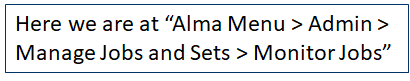 Here we are at “Alma Menu > Admin >
Manage Jobs and Sets > Monitor Jobs”